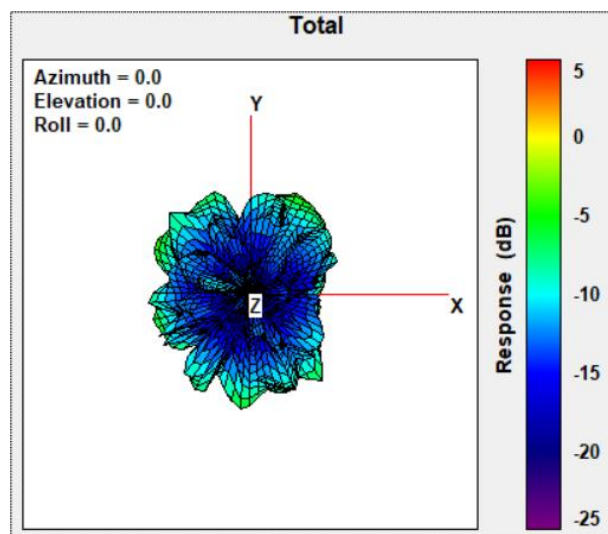 Total
Azimuth = 0.0
Elevation = 0.0
Roll = 0.0
Y
Z
X
5
0
-5
-10
-15
-20
-25
Response (dB)